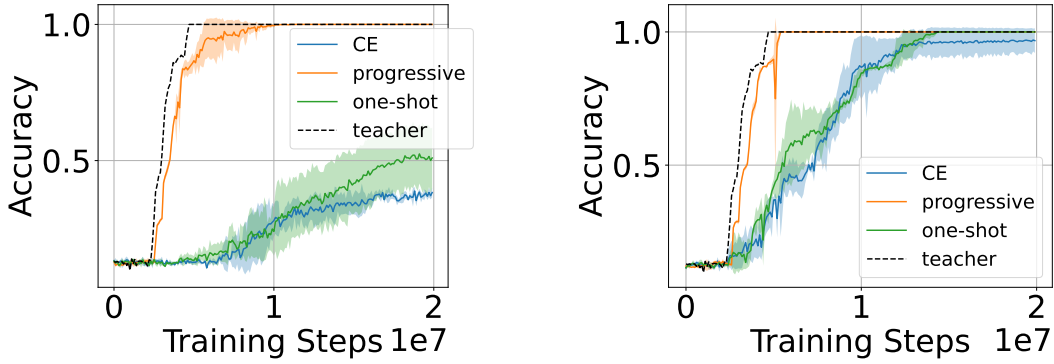 1.0
0.5
Accuracy
CE
progressive
one-shot
teacher
0
1
2
Training Steps
1e7
1.0
0.5
Accuracy
CE
progressive
one-shot
teacher
0
1
2
Training Steps
1e7